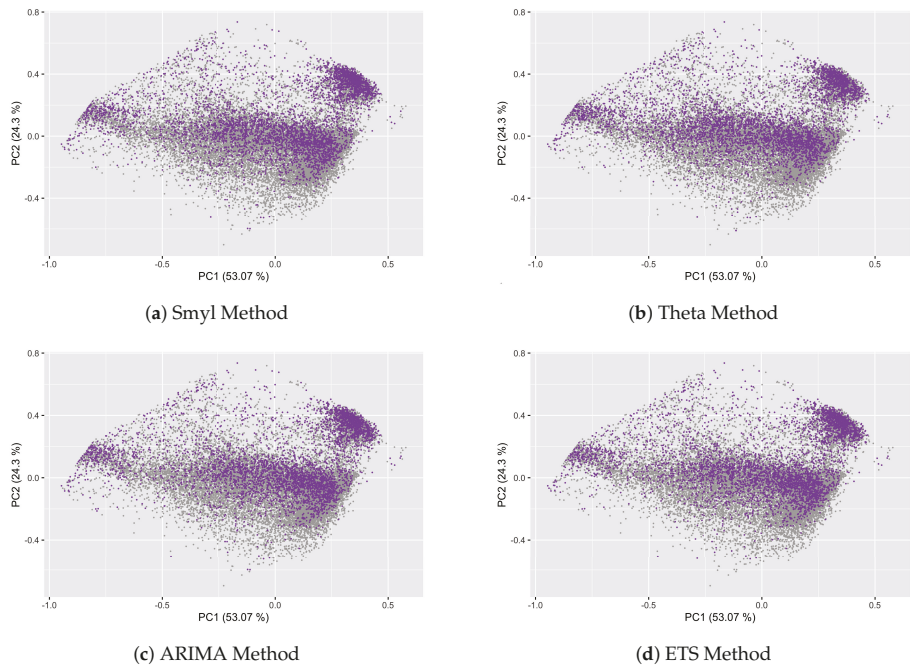 0.8
0.4
0.0
-0.4
PC2 (24.3 %)
-1.0 -0.5 0.0 0.5
PC1 (53.07 %)
(a) Smyl Method
0.8
0.4
0.0
-0.4
PC2 (24.3 %)
-1.0 -0.5 0.0 0.5
PC1 (53.07 %)
(b) Theta Method
0.8
0.4
0.0
-0.4
PC2 (24.3 %)
-1.0 -0.5 0.0 0.5
PC1 (53.07 %)
(c) ARIMA Method
0.8
0.4
0.0
-0.4
PC2 (24.3 %)
-1.0 -0.5 0.0 0.5
PC1 (53.07 %)
(d) ETS Method